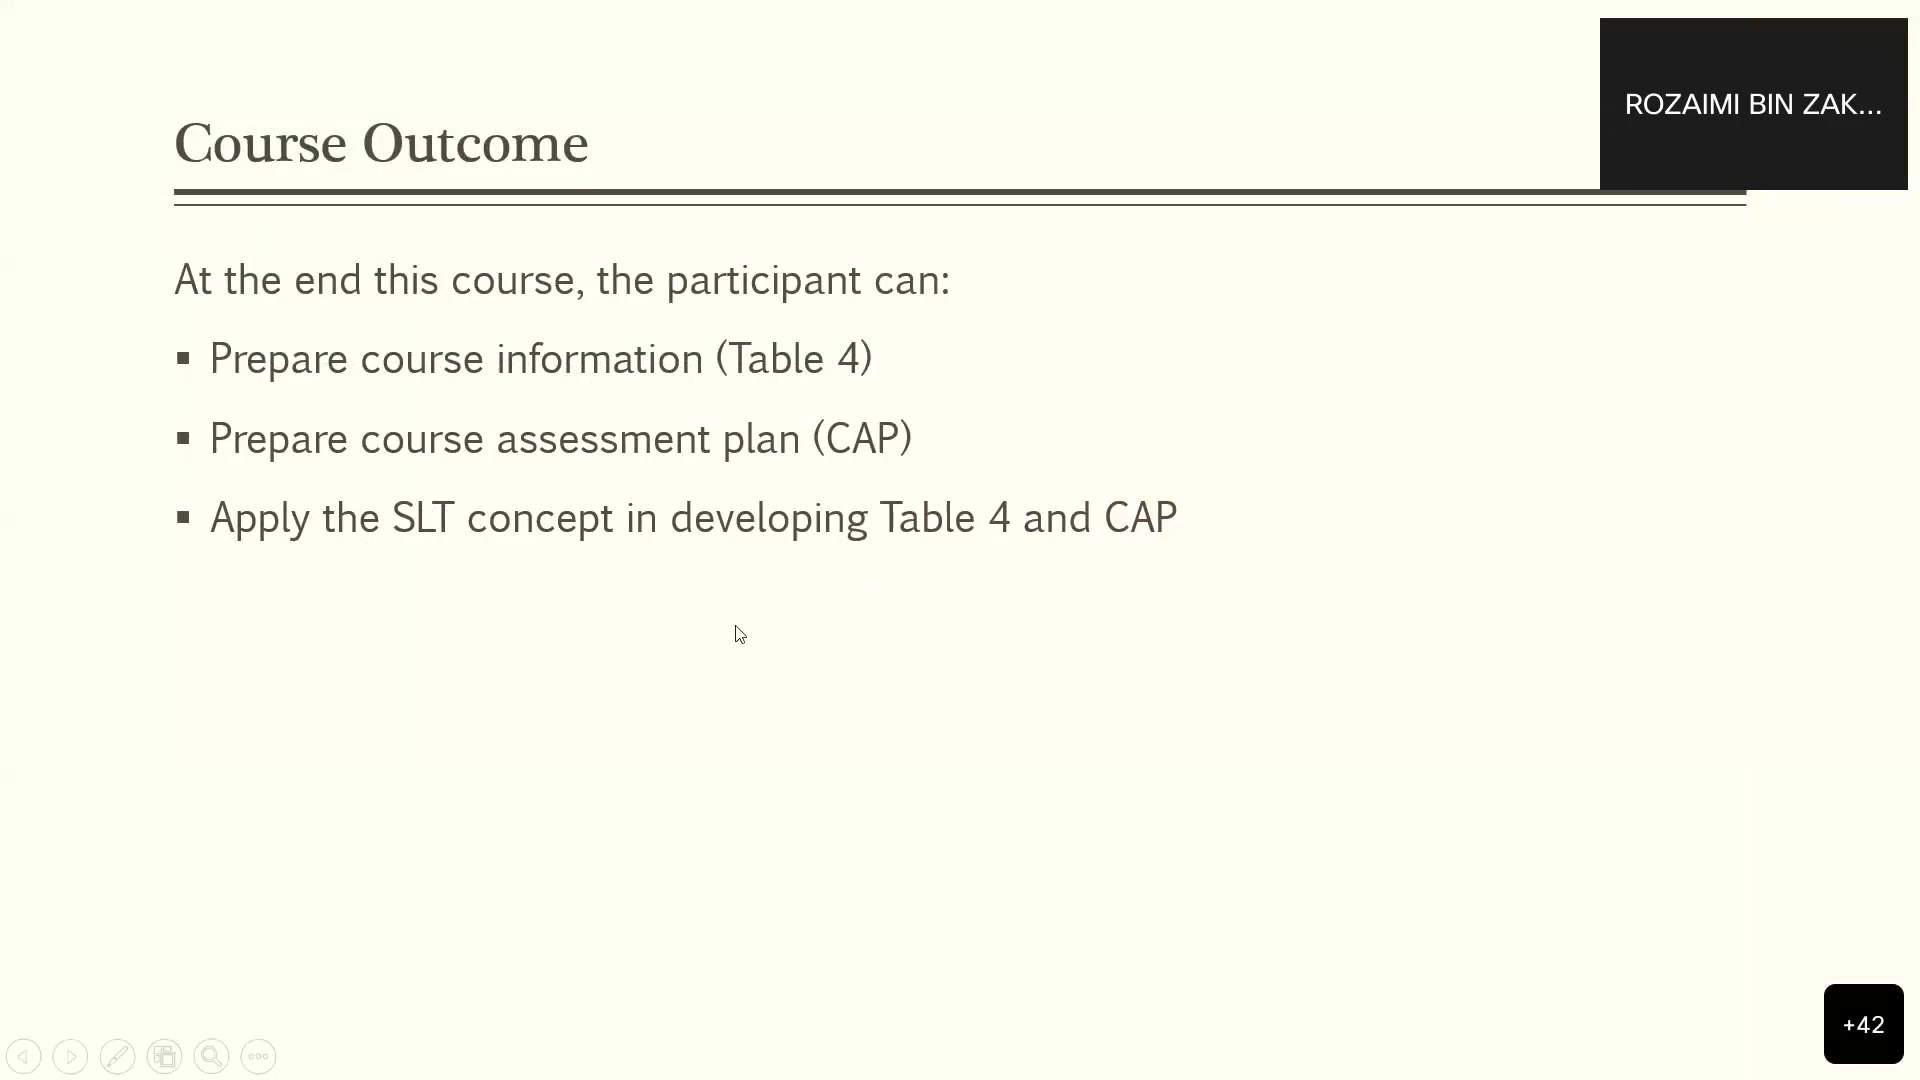 ROZAIMI BIN ZAK...
Course Outcome
At the end this course, the participant can:
▪ Prepare course information (Table 4)
▪ Prepare course assessment plan (CAP)
▪ Apply the SLT concept in developing Table 4 and CAP
+42